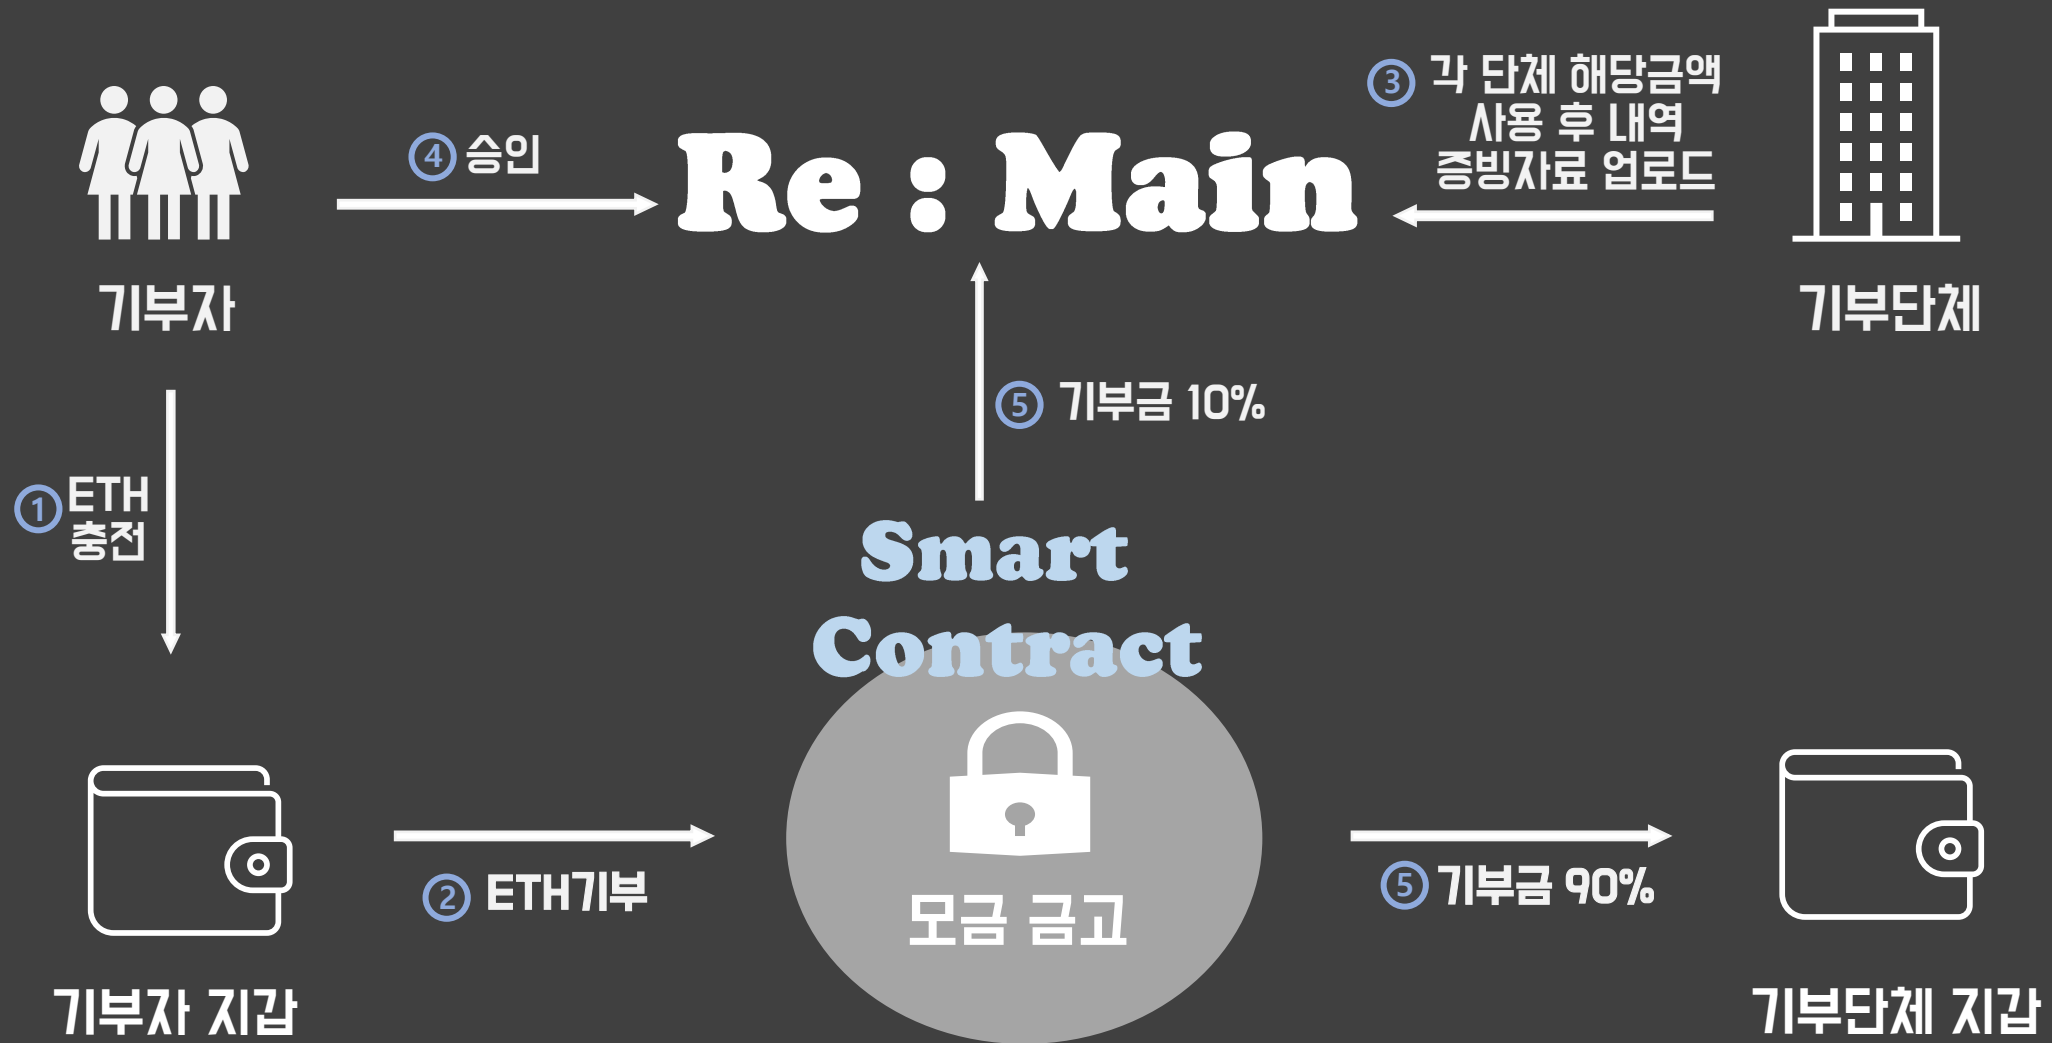 ③ 각 단체 해당금액
사용 후 내역
증빙자료 업로드
④ 승인
Re : Main
기부자
기부단체
⑤ 기부금 10%
① ETH
충전
Smart
Contract
② ETH기부
모금 금고
⑤ 기부금 90%
기부자 지갑
기부단체 지갑